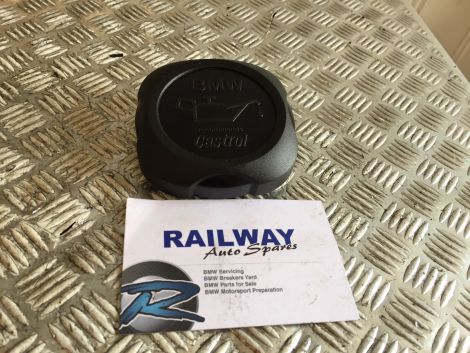 BMW
Castrol
RAILWAY
Auto Spares
BMW Servicing
BMW Breakers Yard
BMW Parts for Sale
BMW Motorsport Preparation
R